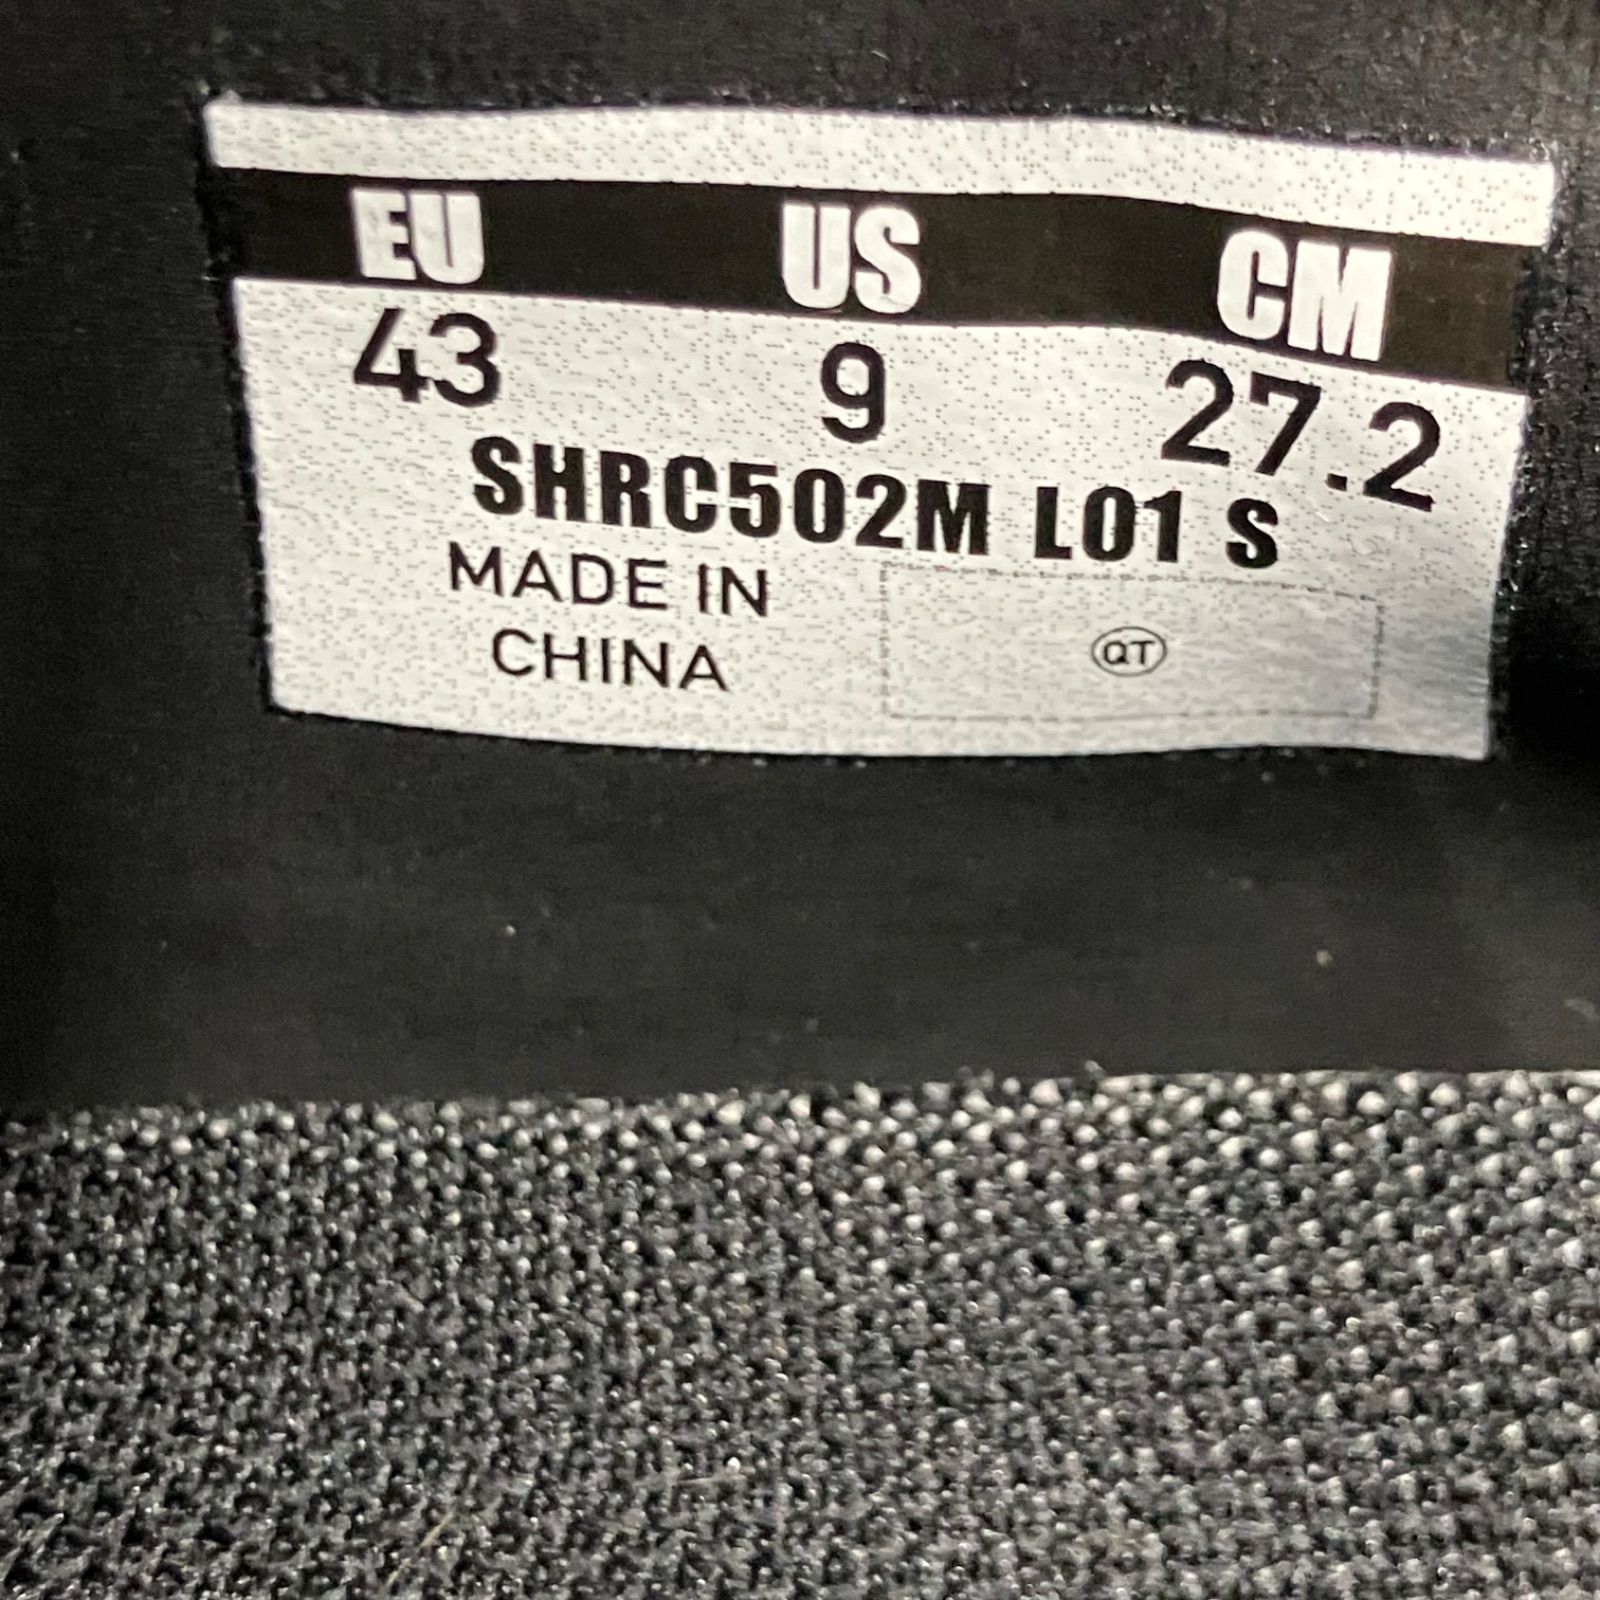 EU US CM
43 9 27.2
SHRC502M L01 S
MADE IN
CHINA
QT